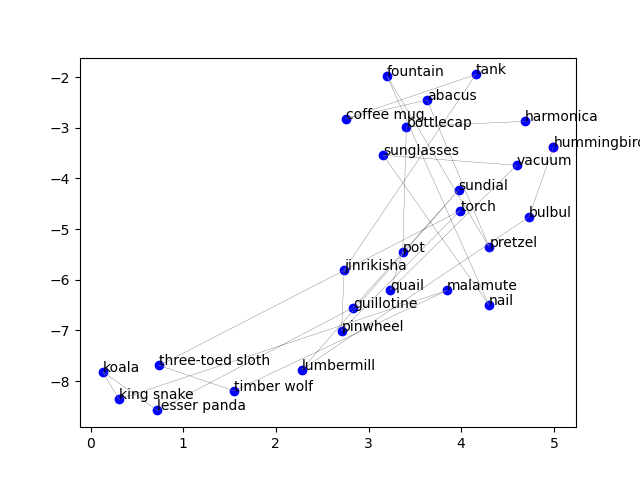 fountain
tank
−2
abacus
coffee mug
bottlecap
harmonica
−3
hummingbird
sunglasses
vacuum
−4
sundial
torch
bulbul
−5
pretzel
pot
jinrikisha
−6
quail
malamute
guillotine
nail
pinwheel
−7
three-toed sloth
koala
lumbermill
−8
timber wolf
king snake
lesser panda
0 1 2 3 4 5